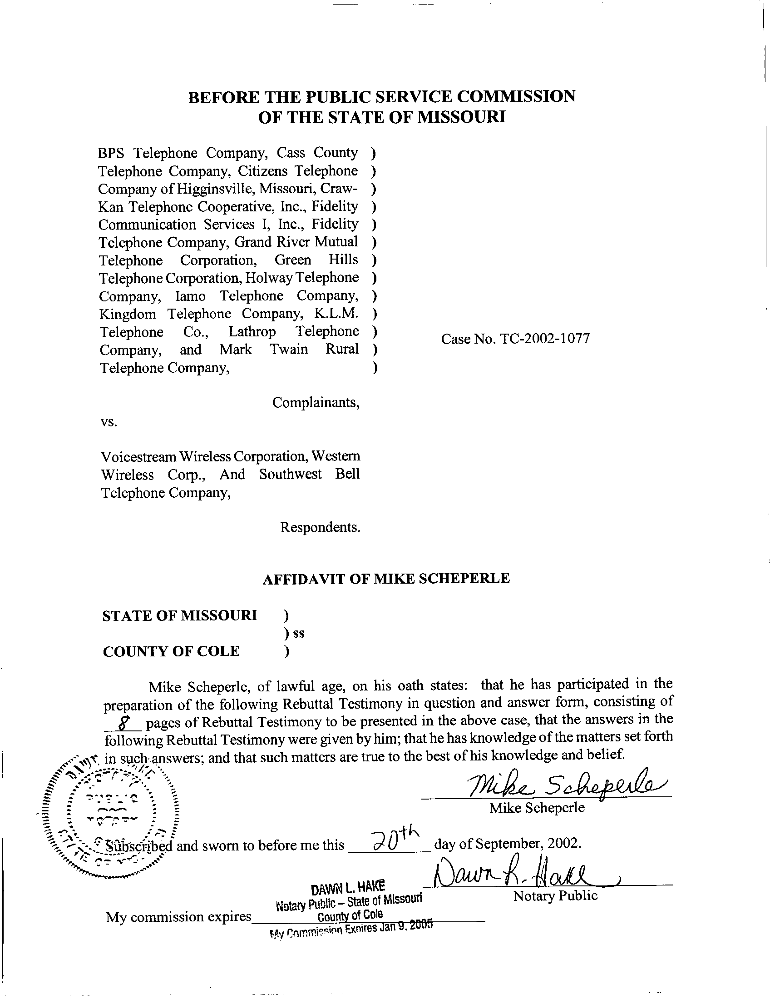 BEFORE THE PUBLIC SERVICE COMMISSION
OF THE STATE OF MISSOURI
BPS Telephone Company, Cass County )
Telephone Company, Citizens Telephone )
Company of Higginsville, Missouri, Craw- )
Kan Telephone Cooperative, Inc., Fidelity )
Communication Services I, Inc., Fidelity )
Telephone Company, Grand River Mutual )
Telephone Corporation, Green Hills )
Telephone Corporation, Holway Telephone )
Company, Iamo Telephone Company, )
Kingdom Telephone Company, K.L.M. )
Telephone Co., Lathrop Telephone )
Company, and Mark Twain Rural )
Telephone Company, )
Case No. TC-2002-1077
Complainants,
vs.
Voicestream Wireless Corporation, Western
Wireless Corp., And Southwest Bell
Telephone Company,
Respondents.
AFFIDAVIT OF MIKE SCHEPERLE
STATE OF MISSOURI )
) ss
COUNTY OF COLE )
Mike Scheperle, of lawful age, on his oath states: that he has participated in the
preparation of the following Rebuttal Testimony in question and answer form, consisting of
8 pages of Rebuttal Testimony to be presented in the above case, that the answers in the
following Rebuttal Testimony were given by him; that he has knowledge of the matters set forth
in such answers; and that such matters are true to the best of his knowledge and belief.
Mike Scheperle
Mike Scheperle
Subscribed and sworn to before me this 20th day of September, 2002.
Dawn L. Hake
Notary Public
DAWN L. HAKE
Notary Public – State of Missouri
County of Cole
My Commission Expires Jan 9, 2005
My commission expires